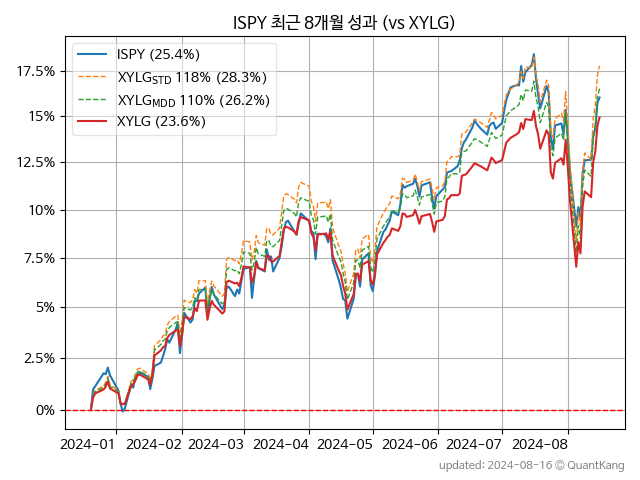 ISPY 최근 8개월 성과 (vs XYLG)
ISPY (25.4%)
XYLG_STD 118% (28.3%)
XYLG_MDD 110% (26.2%)
XYLG (23.6%)
17.5%
15%
12.5%
10%
7.5%
5%
2.5%
0%
2024-01 2024-02 2024-03 2024-04 2024-05 2024-06 2024-07 2024-08
updated: 2024-08-16 © QuantKang